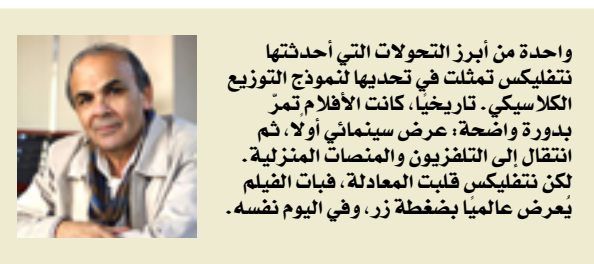 واحدة من أبرز التحولات التي أحدثتها
نتفليكس تمثلت في تحديها لنموذج التوزيع
الكلاسيكي. تاريخيًا، كانت الأفلام تمرّ
بدورة واضحة: عرض سينمائي أولًا، ثم
انتقال إلى التلفزيون والمنصات المنزلية.
لكن نتفليكس قلبت المعادلة، فبات الفيلم
يُعرض عالميًا بضغطة زر، وفي اليوم نفسه.